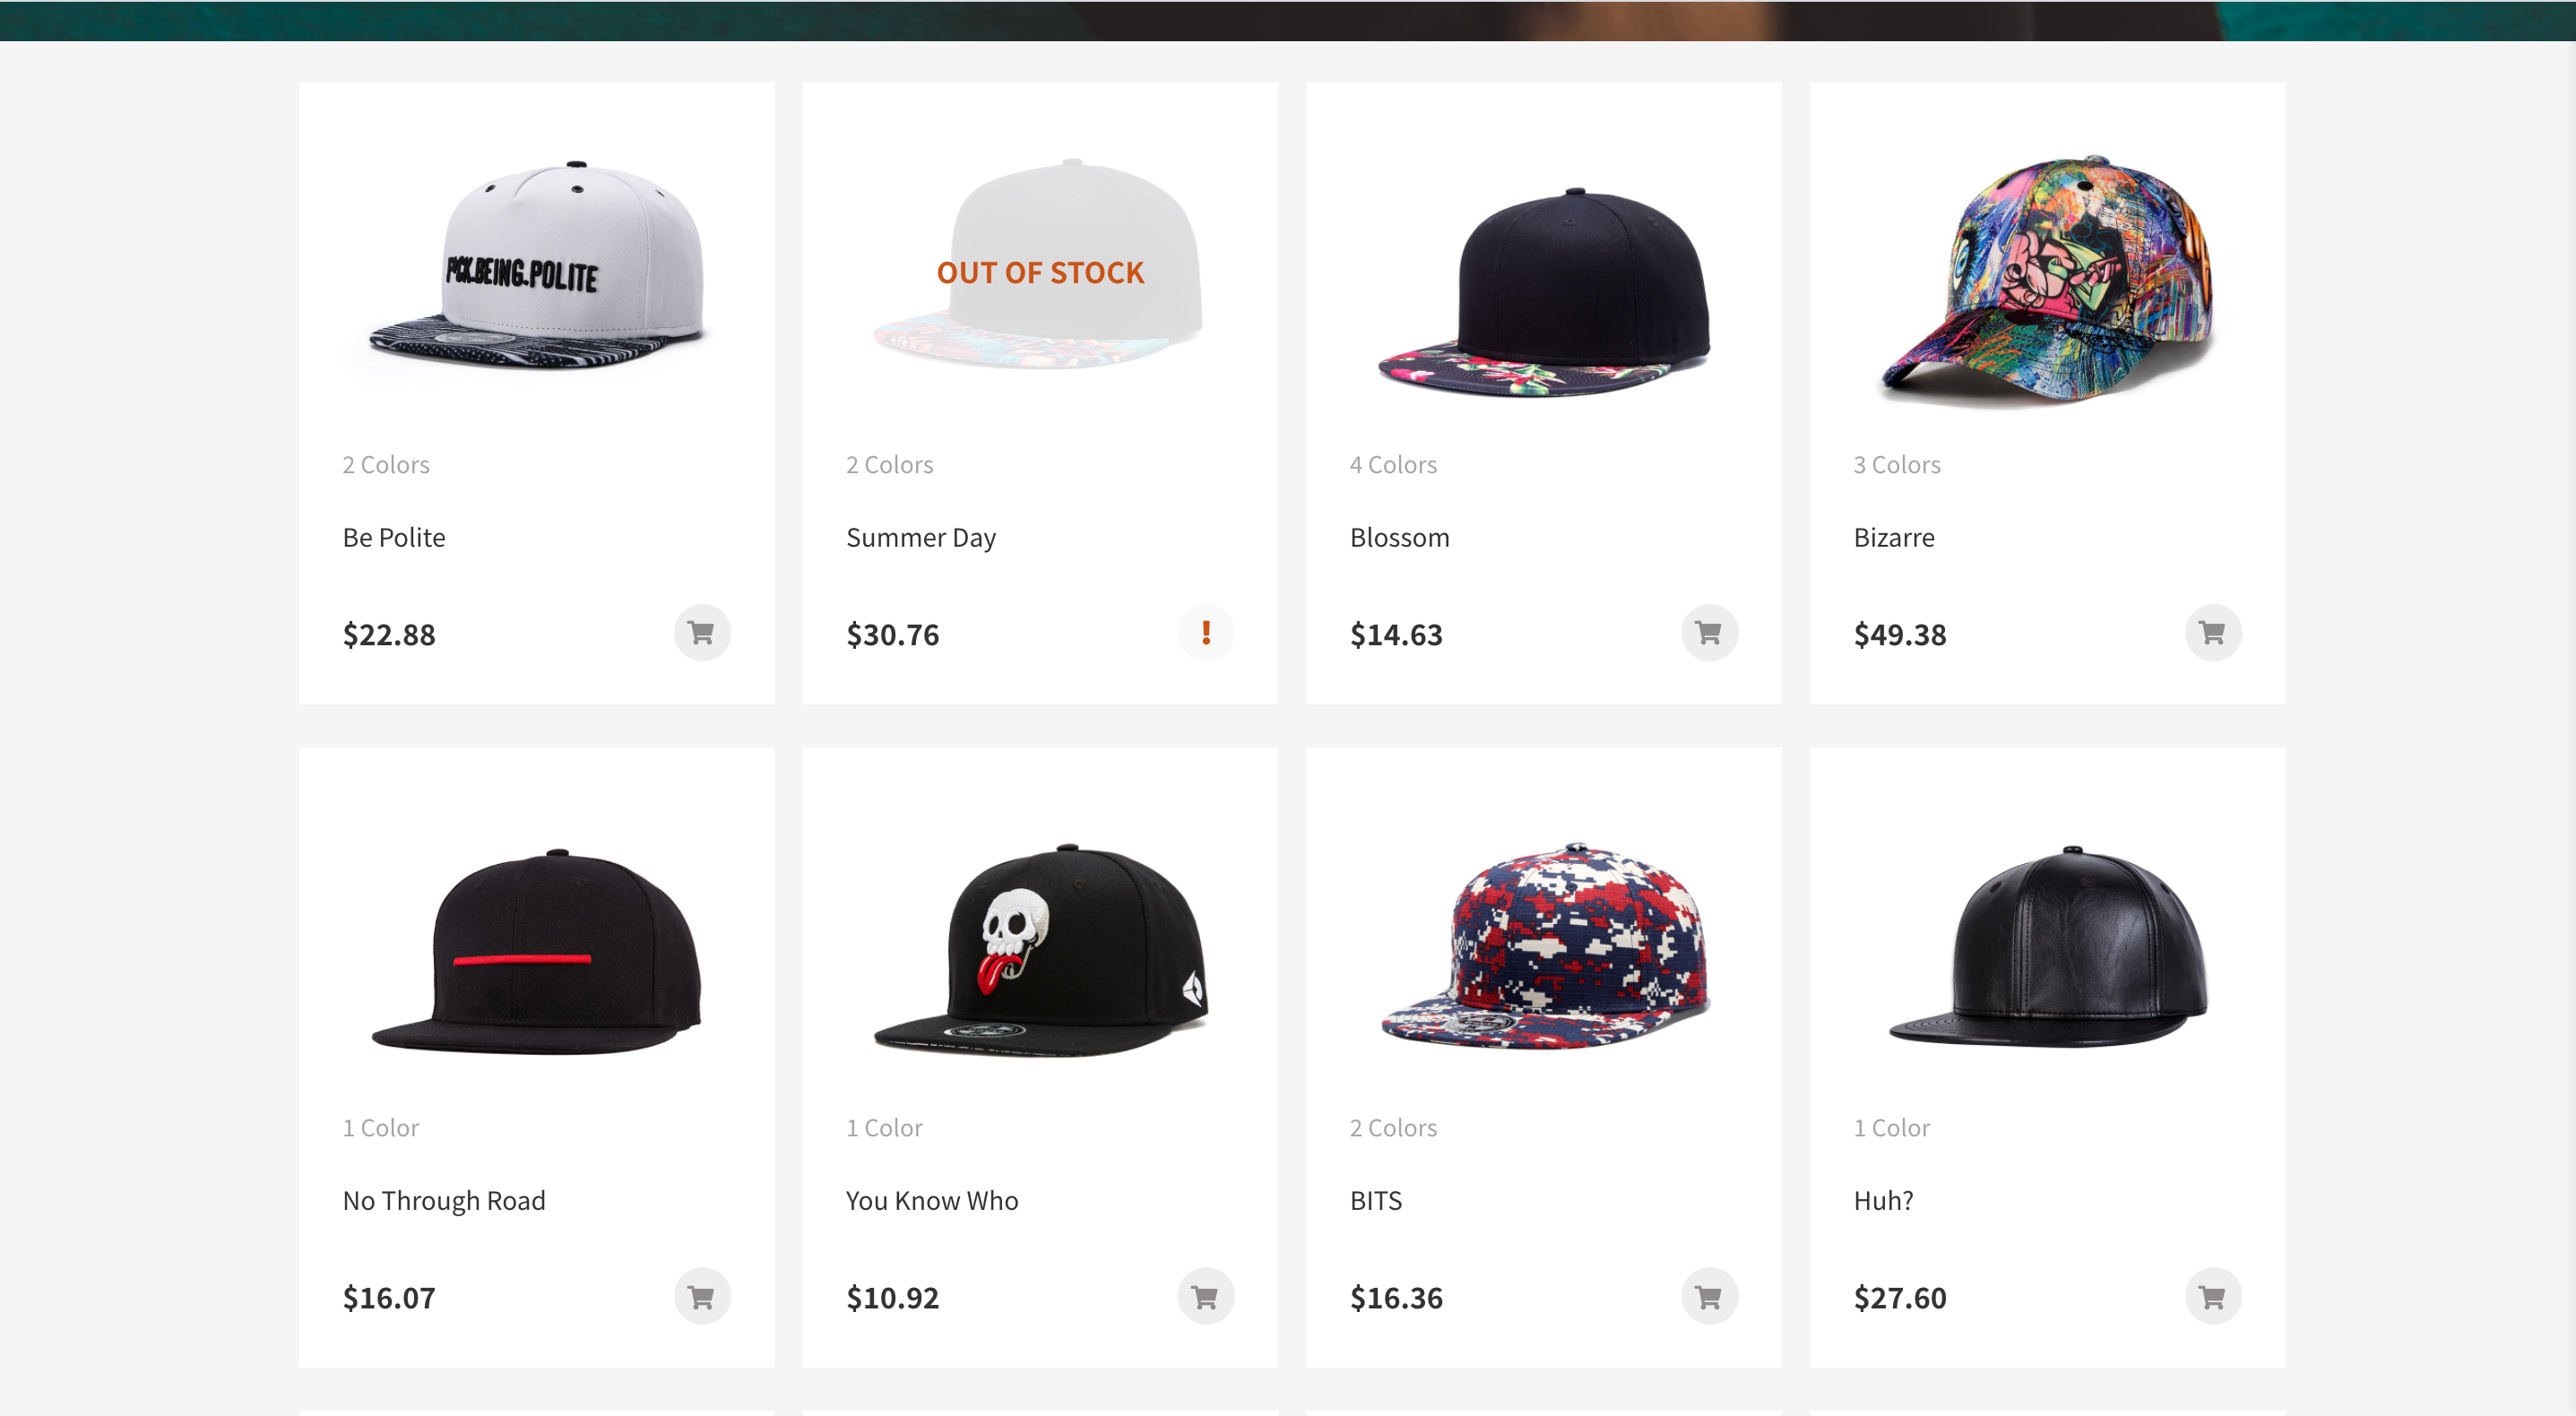 F*CK.BEING.POLITE
2 Colors
Be Polite
$22.88
OUT OF STOCK
2 Colors
Summer Day
$30.76
4 Colors
Blossom
$14.63
3 Colors
Bizarre
$49.38
1 Color
No Through Road
$16.07
1 Color
You Know Who
$10.92
2 Colors
BITS
$16.36
1 Color
Huh?
$27.60